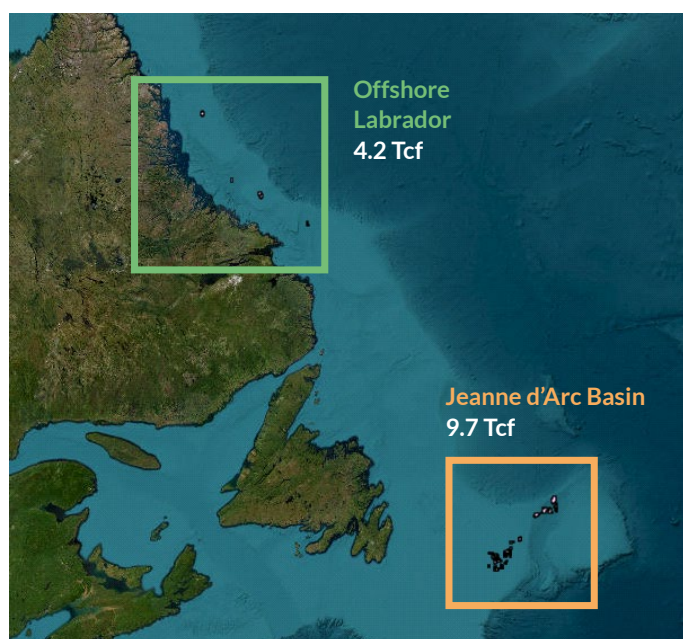 Offshore
Labrador
4.2 Tcf
Jeanne d’Arc Basin
9.7 Tcf